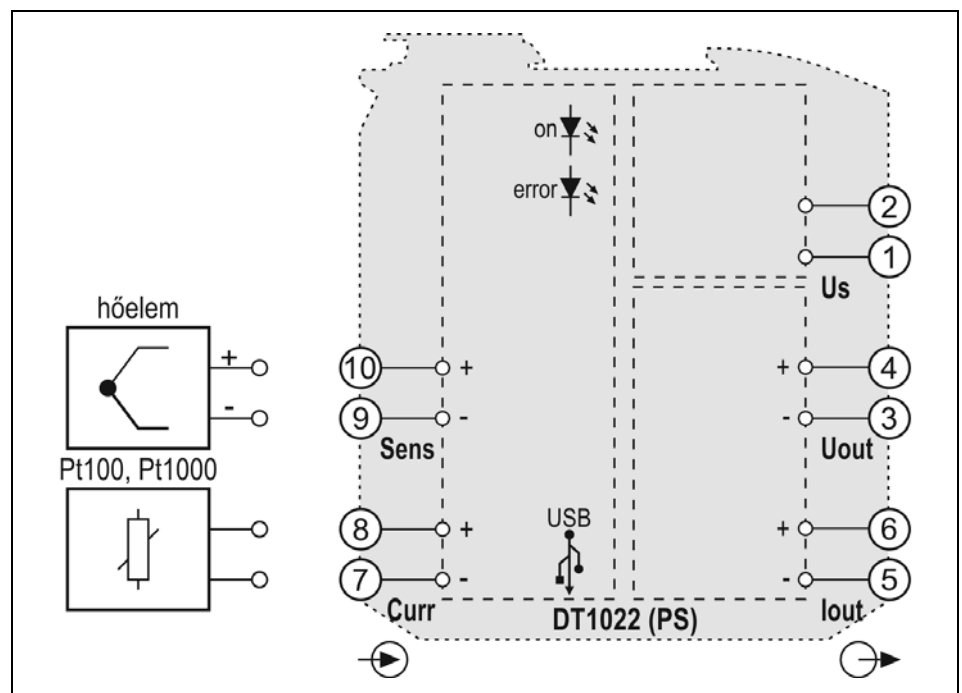 on
error
2
1
Us
hőelem
+
-
10 +
9 -
Sens
+ 4
- 3
Uout
Pt100, Pt1000
8 +
7 -
Curr
USB
+ 6
- 5
Iout
DT1022 (PS)